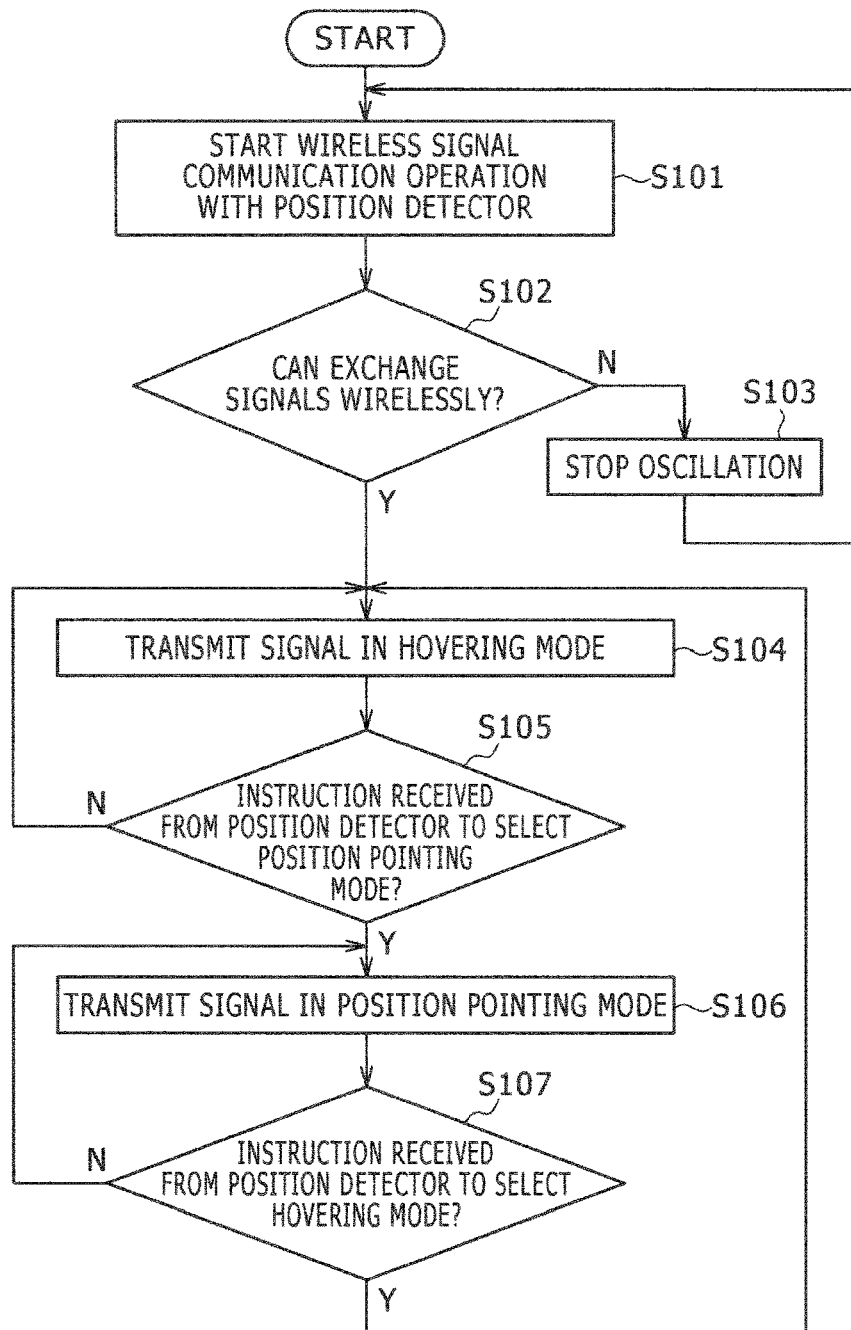 START
START WIRELESS SIGNAL
COMMUNICATION OPERATION
WITH POSITION DETECTOR
S101
S102
CAN EXCHANGE
SIGNALS WIRELESSLY?
N
S103
STOP OSCILLATION
Y
TRANSMIT SIGNAL IN HOVERING MODE
S104
S105
INSTRUCTION RECEIVED
FROM POSITION DETECTOR TO SELECT
POSITION POINTING
MODE?
N
Y
TRANSMIT SIGNAL IN POSITION POINTING MODE
S106
S107
INSTRUCTION RECEIVED
FROM POSITION DETECTOR TO SELECT
HOVERING MODE?
N
Y